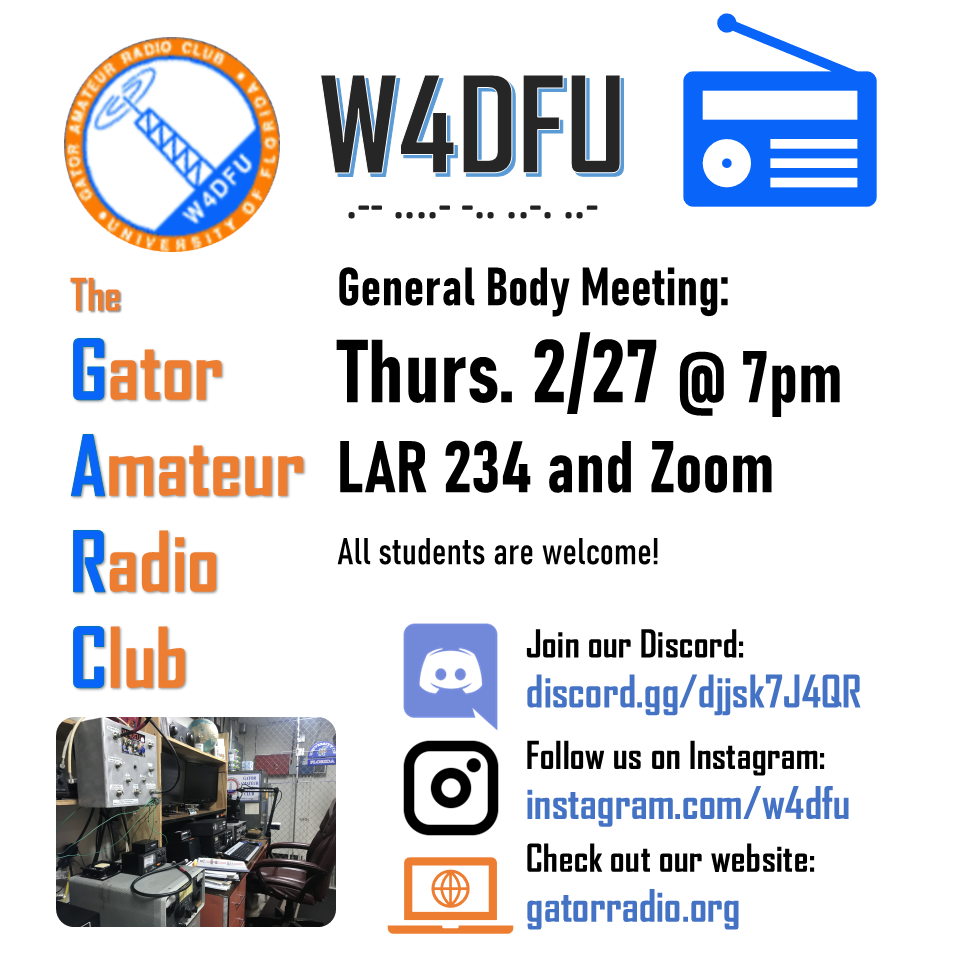 GATOR AMATEUR RADIO CLUB
W4DFU
UNIVERSITY OF FLORIDA
W4DFU
.-- ....- -.. ..-. ..-
The
Gator
Amateur
Radio
Club
General Body Meeting:
Thurs. 2/27 @ 7pm
LAR 234 and Zoom
All students are welcome!
Join our Discord:
discord.gg/djjsk7J4QR
Follow us on Instagram:
instagram.com/w4dfu
Check out our website:
gatorradio.org
FLORIDA
GATOR